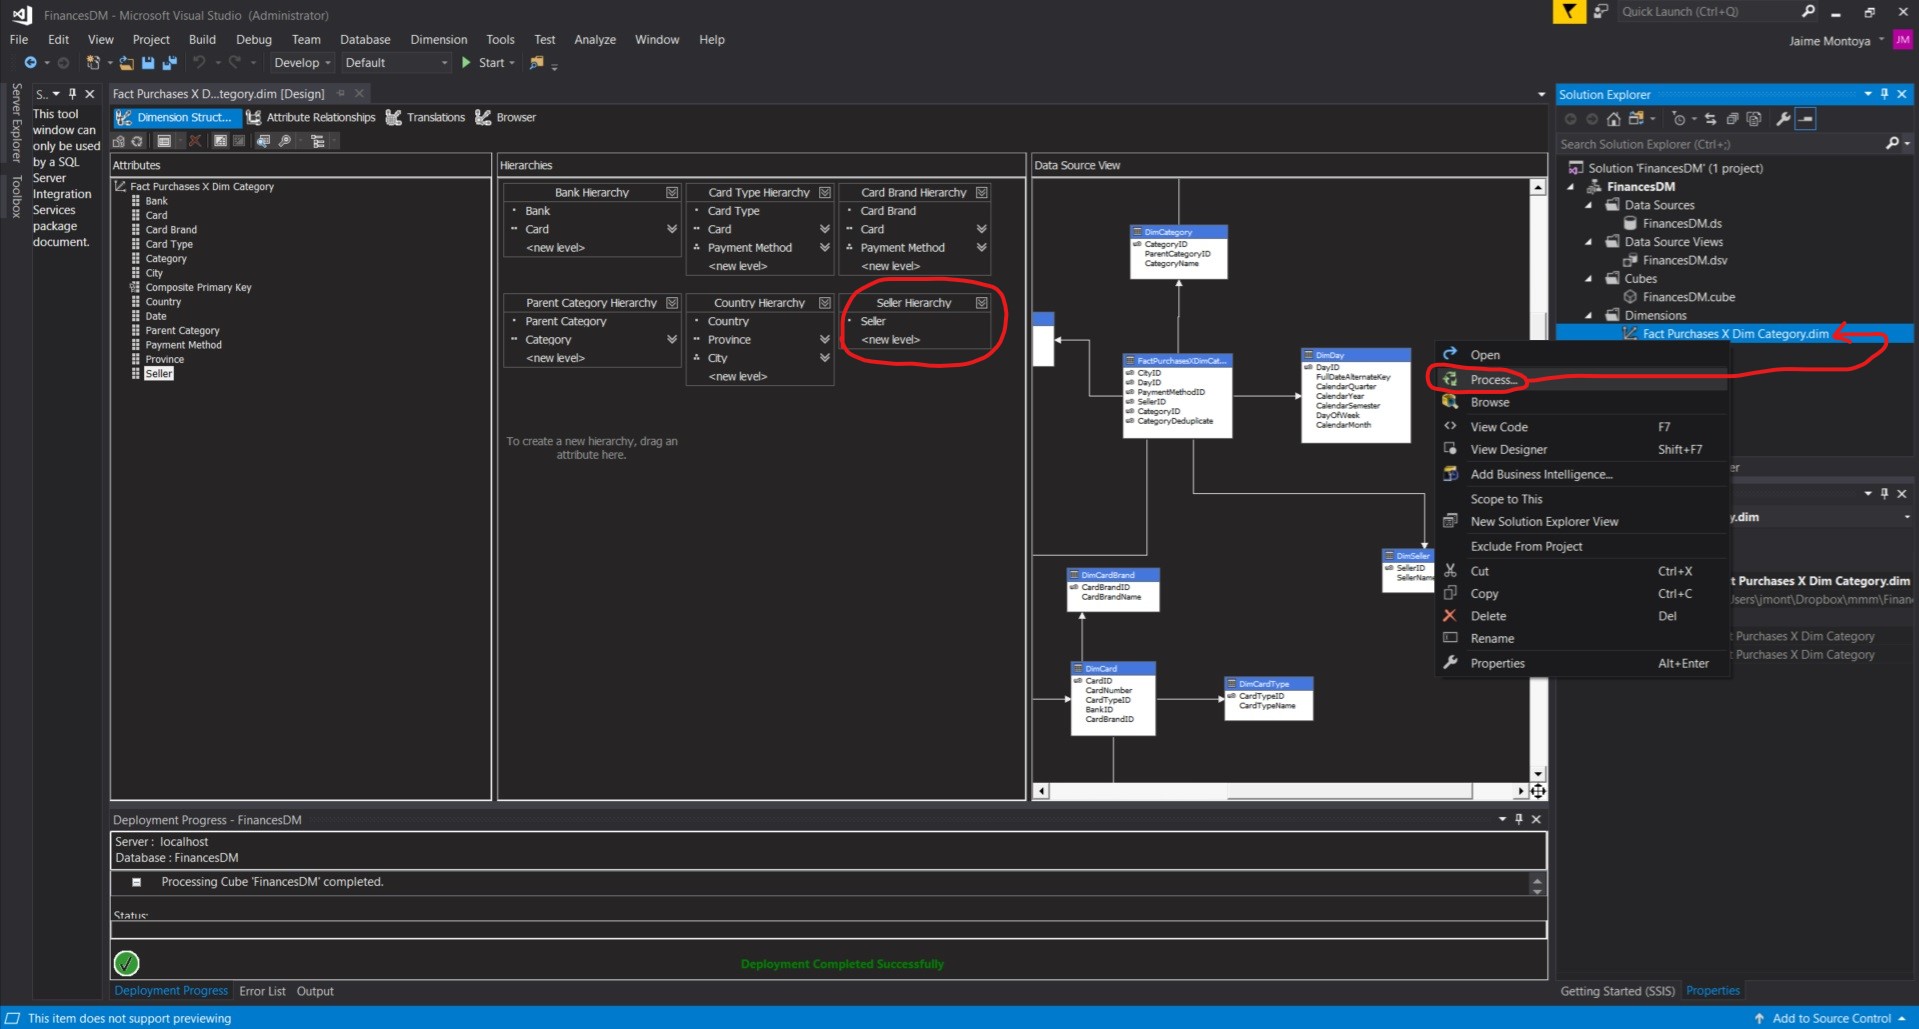 FinancesDM - Microsoft Visual Studio (Administrator)
Quick Launch (Ctrl+Q)
File Edit View Project Build Debug Team Database Dimension Tools Test Analyze Window Help
Jaime Montoya JM
Develop Default Start
Server Explorer
Toolbox
S..
This tool
window can
only be used
by a SQL
Server
Integration
Services
package
document.
Fact Purchases X D...tegory.dim [Design]
Dimension Struct... Attribute Relationships Translations Browser
Attributes
Fact Purchases X Dim Category
Bank
Card
Card Brand
Card Type
Category
City
Composite Primary Key
Country
Date
Parent Category
Payment Method
Province
Seller
Hierarchies
Bank Hierarchy
Bank
Card
<new level>
Card Type Hierarchy
Card Type
Card
Payment Method
<new level>
Card Brand Hierarchy
Card Brand
Card
Payment Method
<new level>
Parent Category Hierarchy
Parent Category
Category
<new level>
Country Hierarchy
Country
Province
City
<new level>
Seller Hierarchy
Seller
<new level>
To create a new hierarchy, drag an
attribute here.
Data Source View
DimCategory
CategoryID
ParentCategoryID
CategoryName
FactPurchasesXDimCat...
CityID
DayID
PaymentMethodID
SellerID
CategoryID
CategoryDeduplicate
DimDay
DayID
FullDateAlternateKey
CalendarQuarter
CalendarYear
CalendarSemester
DayOfWeek
CalendarMonth
DimSeller
SellerID
SellerName
DimCardBrand
CardBrandID
CardBrandName
DimCard
CardID
CardNumber
CardTypeID
BankID
CardBrandID
DimCardType
CardTypeID
CardTypeName
Solution Explorer
Search Solution Explorer (Ctrl+;)
Solution 'FinancesDM' (1 project)
FinancesDM
Data Sources
FinancesDM.ds
Data Source Views
FinancesDM.dsv
Cubes
FinancesDM.cube
Dimensions
Fact Purchases X Dim Category.dim
Open
Process...
Browse
View Code F7
View Designer Shift+F7
Add Business Intelligence...
Scope to This
New Solution Explorer View
Exclude From Project
Cut Ctrl+X
Copy Ctrl+C
Delete Del
Rename
Properties Alt+Enter
er
y.dim
t Purchases X Dim Category.dim
Jsers\jmont\Dropbox\mmm\Finan
t Purchases X Dim Category
t Purchases X Dim Category
Deployment Progress - FinancesDM
Server : localhost
Database : FinancesDM
Processing Cube 'FinancesDM' completed.
Status:
Deployment Completed Successfully
Deployment Progress Error List Output
Getting Started (SSIS) Properties
This item does not support previewing
Add to Source Control